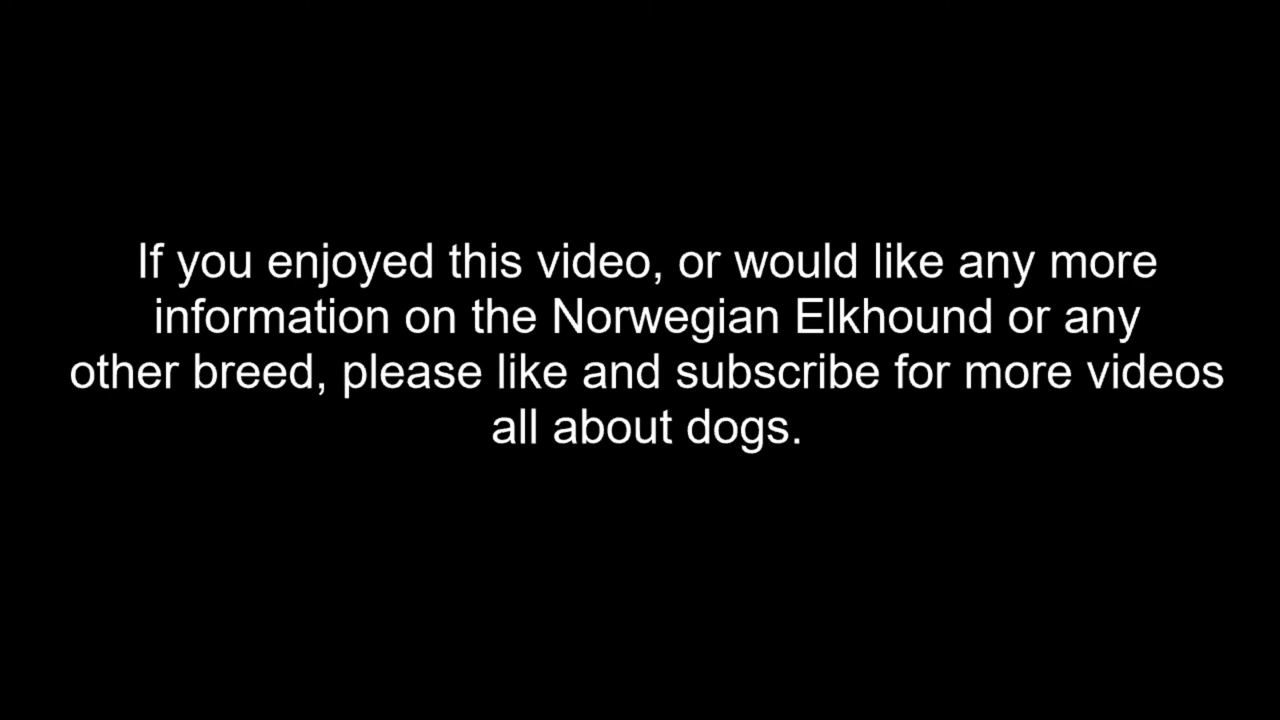 If you enjoyed this video, or would like any more
information on the Norwegian Elkhound or any
other breed, please like and subscribe for more videos
all about dogs.